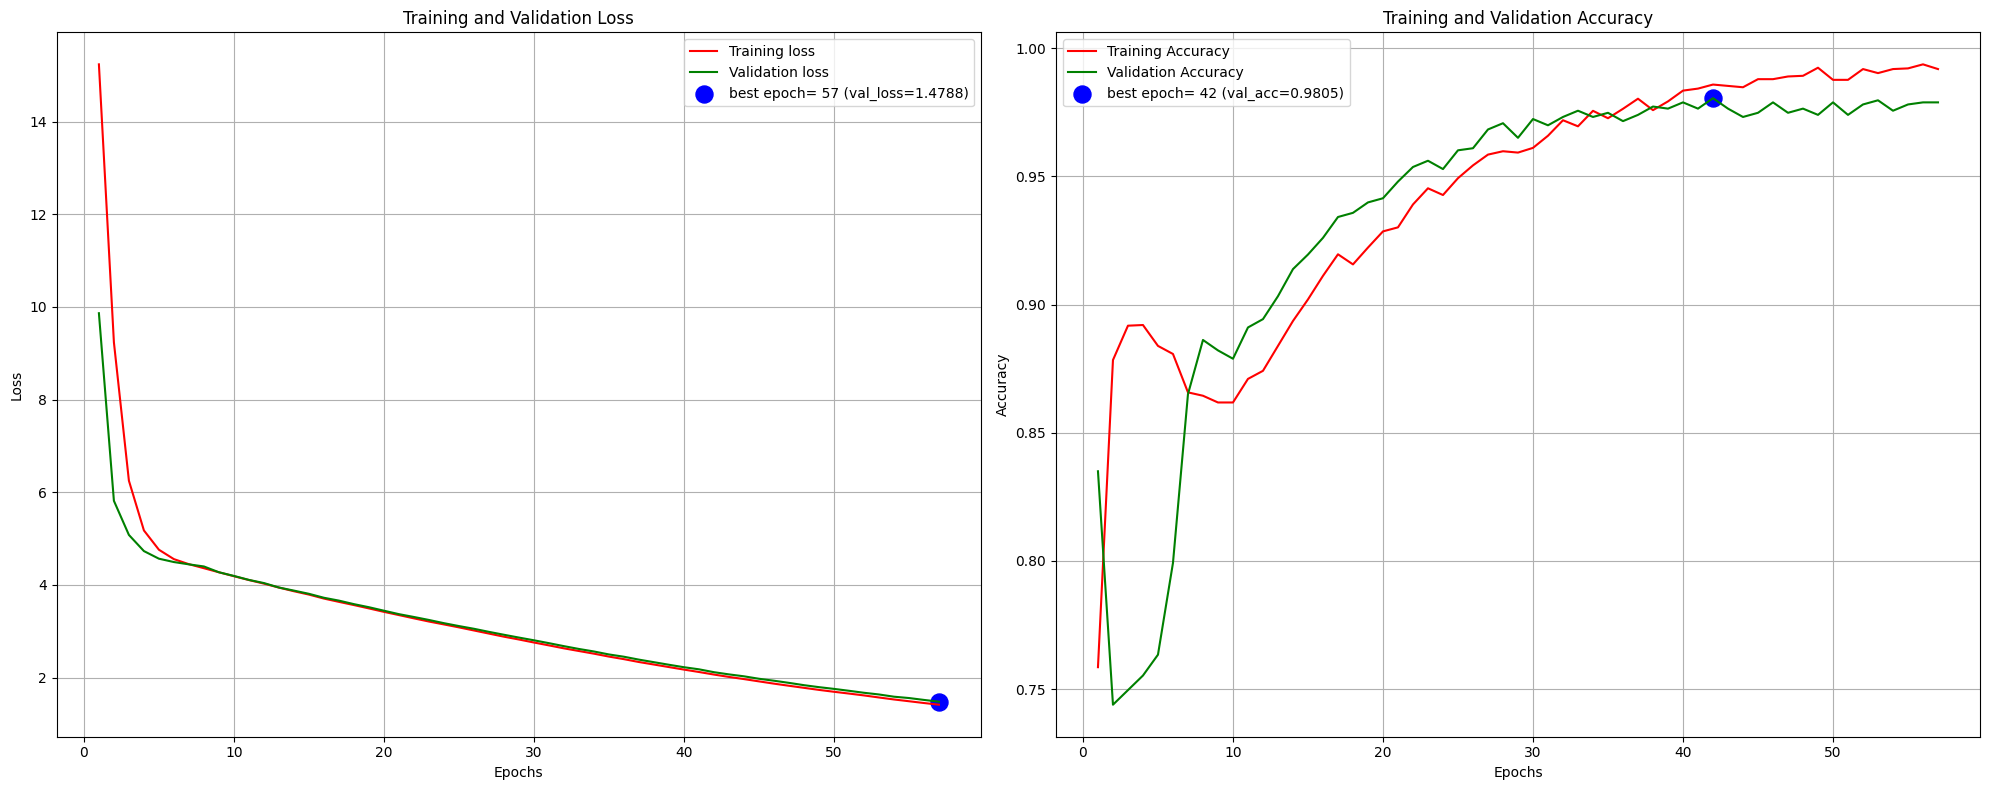 Training and Validation Loss
Training loss
Validation loss
best epoch= 57 (val_loss=1.4788)
14
12
10
8
6
4
2
Loss
0
10
20
30
40
50
Epochs
Training and Validation Accuracy
Training Accuracy
Validation Accuracy
best epoch= 42 (val_acc=0.9805)
1.00
0.95
0.90
0.85
0.80
0.75
Accuracy
0
10
20
30
40
50
Epochs